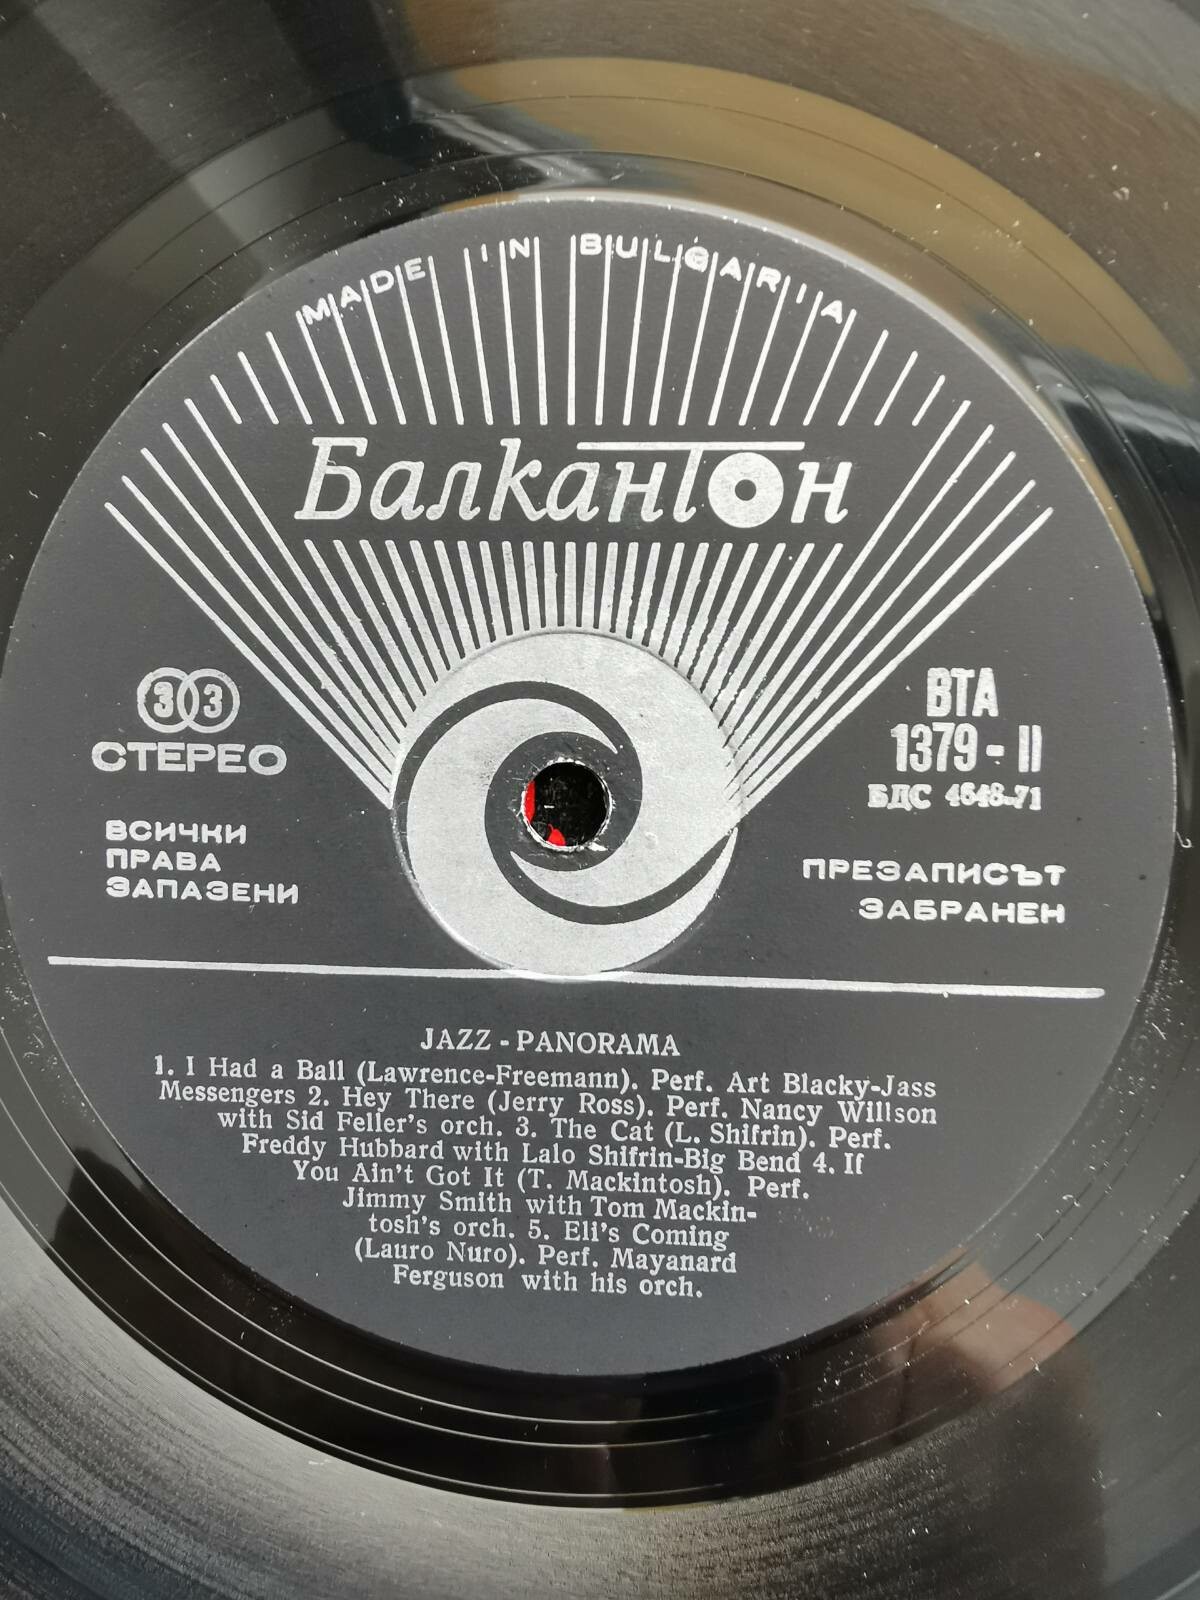 MADE IN BULGARIA
Балкантон
33
СТЕРЕО
ВСИЧКИ
ПРАВА
ЗАПАЗЕНИ
ВТА
1379 - II
БДС 4648-71
ПРЕЗАПИСЪТ
ЗАБРАНЕН
JAZZ - PANORAMA
1. I Had a Ball (Lawrence-Freemann). Perf. Art Blacky-Jass
Messengers 2. Hey There (Jerry Ross). Perf. Nancy Willson
with Sid Feller's orch. 3. The Cat (L. Shifrin). Perf.
Freddy Hubbard with Lalo Shifrin-Big Bend 4. If
You Ain't Got It (T. Mackintosh). Perf.
Jimmy Smith with Tom Mackin-
tosh's orch. 5. Eli's Coming
(Lauro Nuro). Perf. Mayanard
Ferguson with his orch.